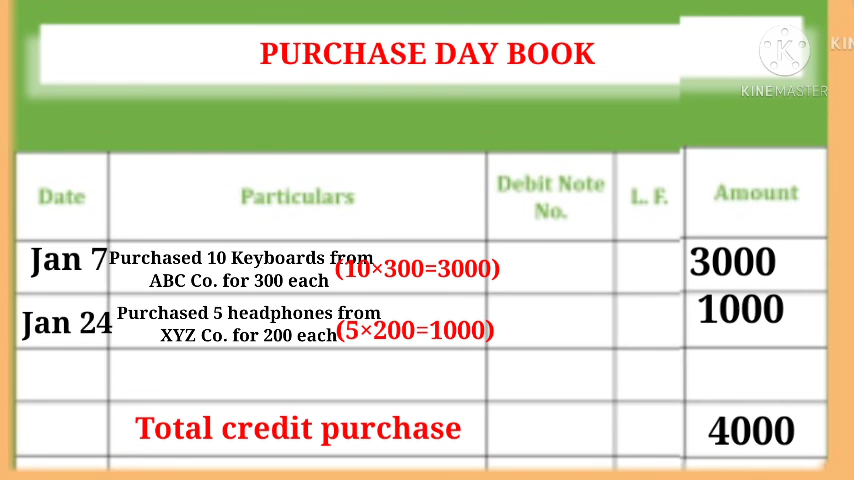 PURCHASE DAY BOOK
K
KINEMASTER
KIN
Date Particulars Debit Note No. L. F. Amount
Jan 7 Purchased 10 Keyboards from ABC Co. for 300 each (10×300=3000) 3000
Jan 24 Purchased 5 headphones from XYZ Co. for 200 each (5×200=1000) 1000
Total credit purchase 4000